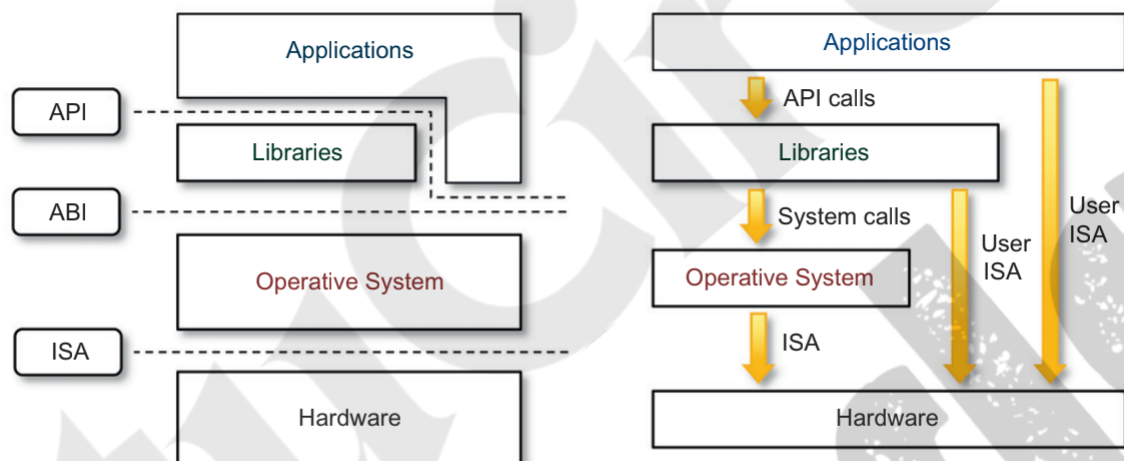 Applications
API
Libraries
ABI
Operative System
ISA
Hardware
Applications
API calls
Libraries
System calls
User
ISA
User
ISA
Operative System
ISA
Hardware